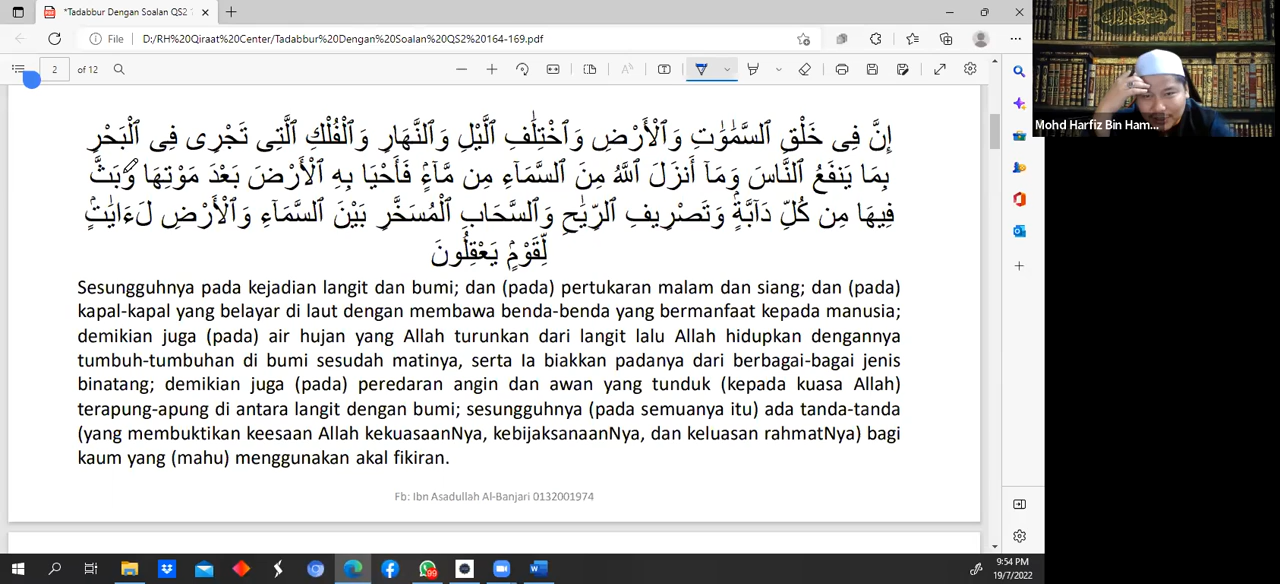 *Tadabbur Dengan Soalan QS2
File
D:/RH%20Qiraat%20Center/Tadabbur%20Dengan%20Soalan%20QS2%20164-169.pdf
2 of 12
Mohd Harfiz Bin Ham...
إِنَّ فِى خَلْقِ ٱلسَّمَٰوَٰتِ وَٱلْأَرْضِ وَٱخْتِلَٰفِ ٱلَّيْلِ وَٱلنَّهَارِ وَٱلْفُلْكِ ٱلَّتِى تَجْرِى فِى ٱلْبَحْرِ
بِمَا يَنفَعُ ٱلنَّاسَ وَمَآ أَنزَلَ ٱللَّهُ مِنَ ٱلسَّمَآءِ مِن مَّآءٍۢ فَأَحْيَا بِهِ ٱلْأَرْضَ بَعْدَ مَوْتِهَا وَبَثَّ
فِيهَا مِن كُلِّ دَآبَّةٍۢ وَتَصْرِيفِ ٱلرِّيَٰحِ وَٱلسَّحَابِ ٱلْمُسَخَّرِ بَيْنَ ٱلسَّمَآءِ وَٱلْأَرْضِ لَءَايَٰتٍۢ
لِّقَوْمٍۢ يَعْقِلُونَ
Sesungguhnya pada kejadian langit dan bumi; dan (pada) pertukaran malam dan siang; dan (pada)
kapal-kapal yang belayar di laut dengan membawa benda-benda yang bermanfaat kepada manusia;
demikian juga (pada) air hujan yang Allah turunkan dari langit lalu Allah hidupkan dengannya
tumbuh-tumbuhan di bumi sesudah matinya, serta Ia biakkan padanya dari berbagai-bagai jenis
binatang; demikian juga (pada) peredaran angin dan awan yang tunduk (kepada kuasa Allah)
terapung-apung di antara langit dengan bumi; sesungguhnya (pada semuanya itu) ada tanda-tanda
(yang membuktikan keesaan Allah kekuasaanNya, kebijaksanaanNya, dan keluasan rahmatNya) bagi
kaum yang (mahu) menggunakan akal fikiran.
Fb: Ibn Asadullah Al-Banjari 0132001974
99
9:54 PM
19/7/2022